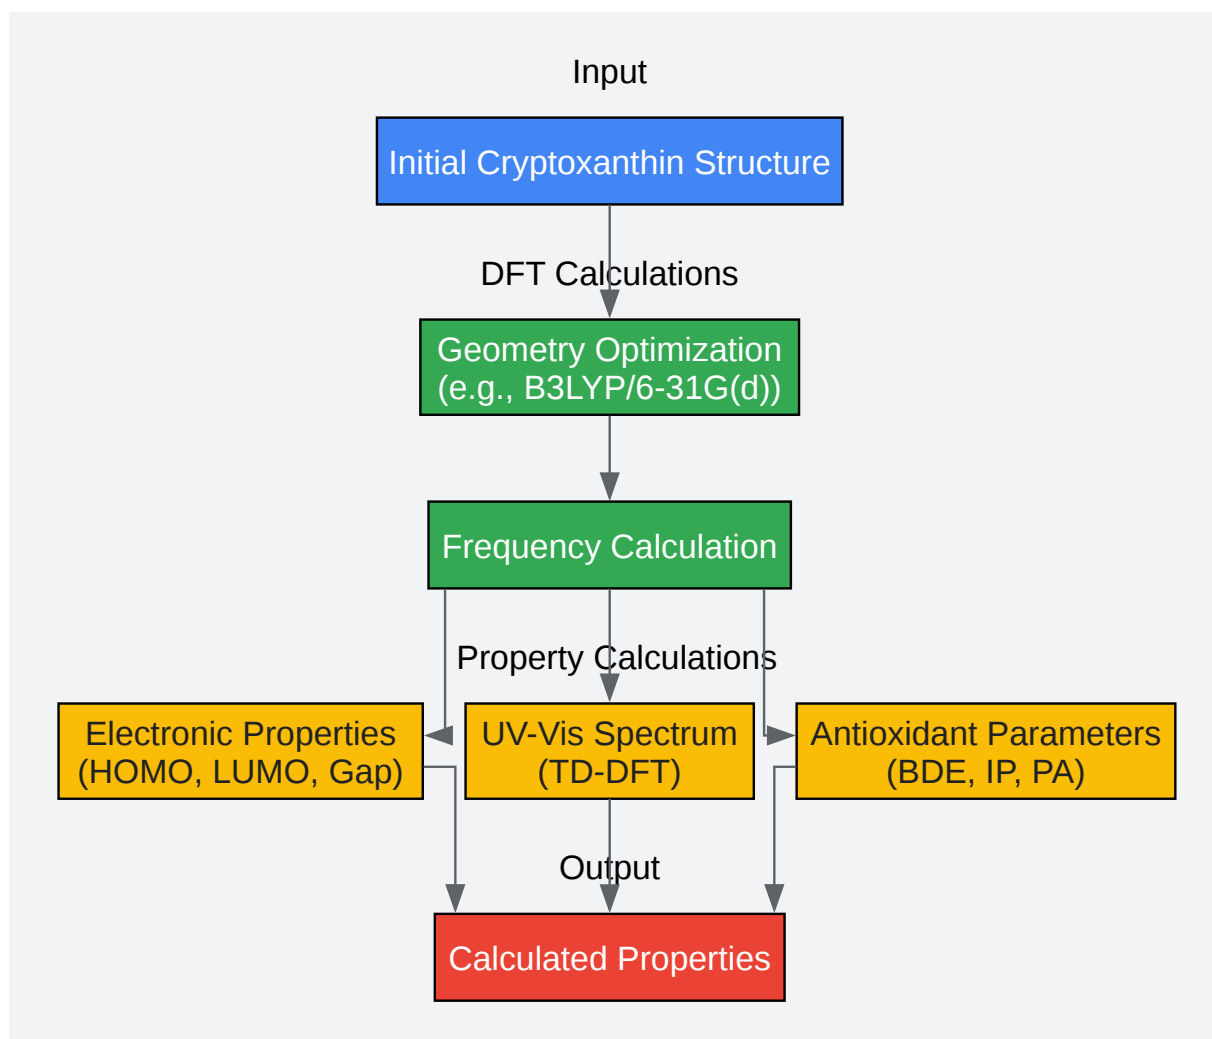 Input
Initial Cryptoxanthin Structure
DFT Calculations
Geometry Optimization
(e.g., B3LYP/6-31G(d))
Frequency Calculation
Property Calculations
Electronic Properties
(HOMO, LUMO, Gap)
UV-Vis Spectrum
(TD-DFT)
Antioxidant Parameters
(BDE, IP, PA)
Output
Calculated Properties